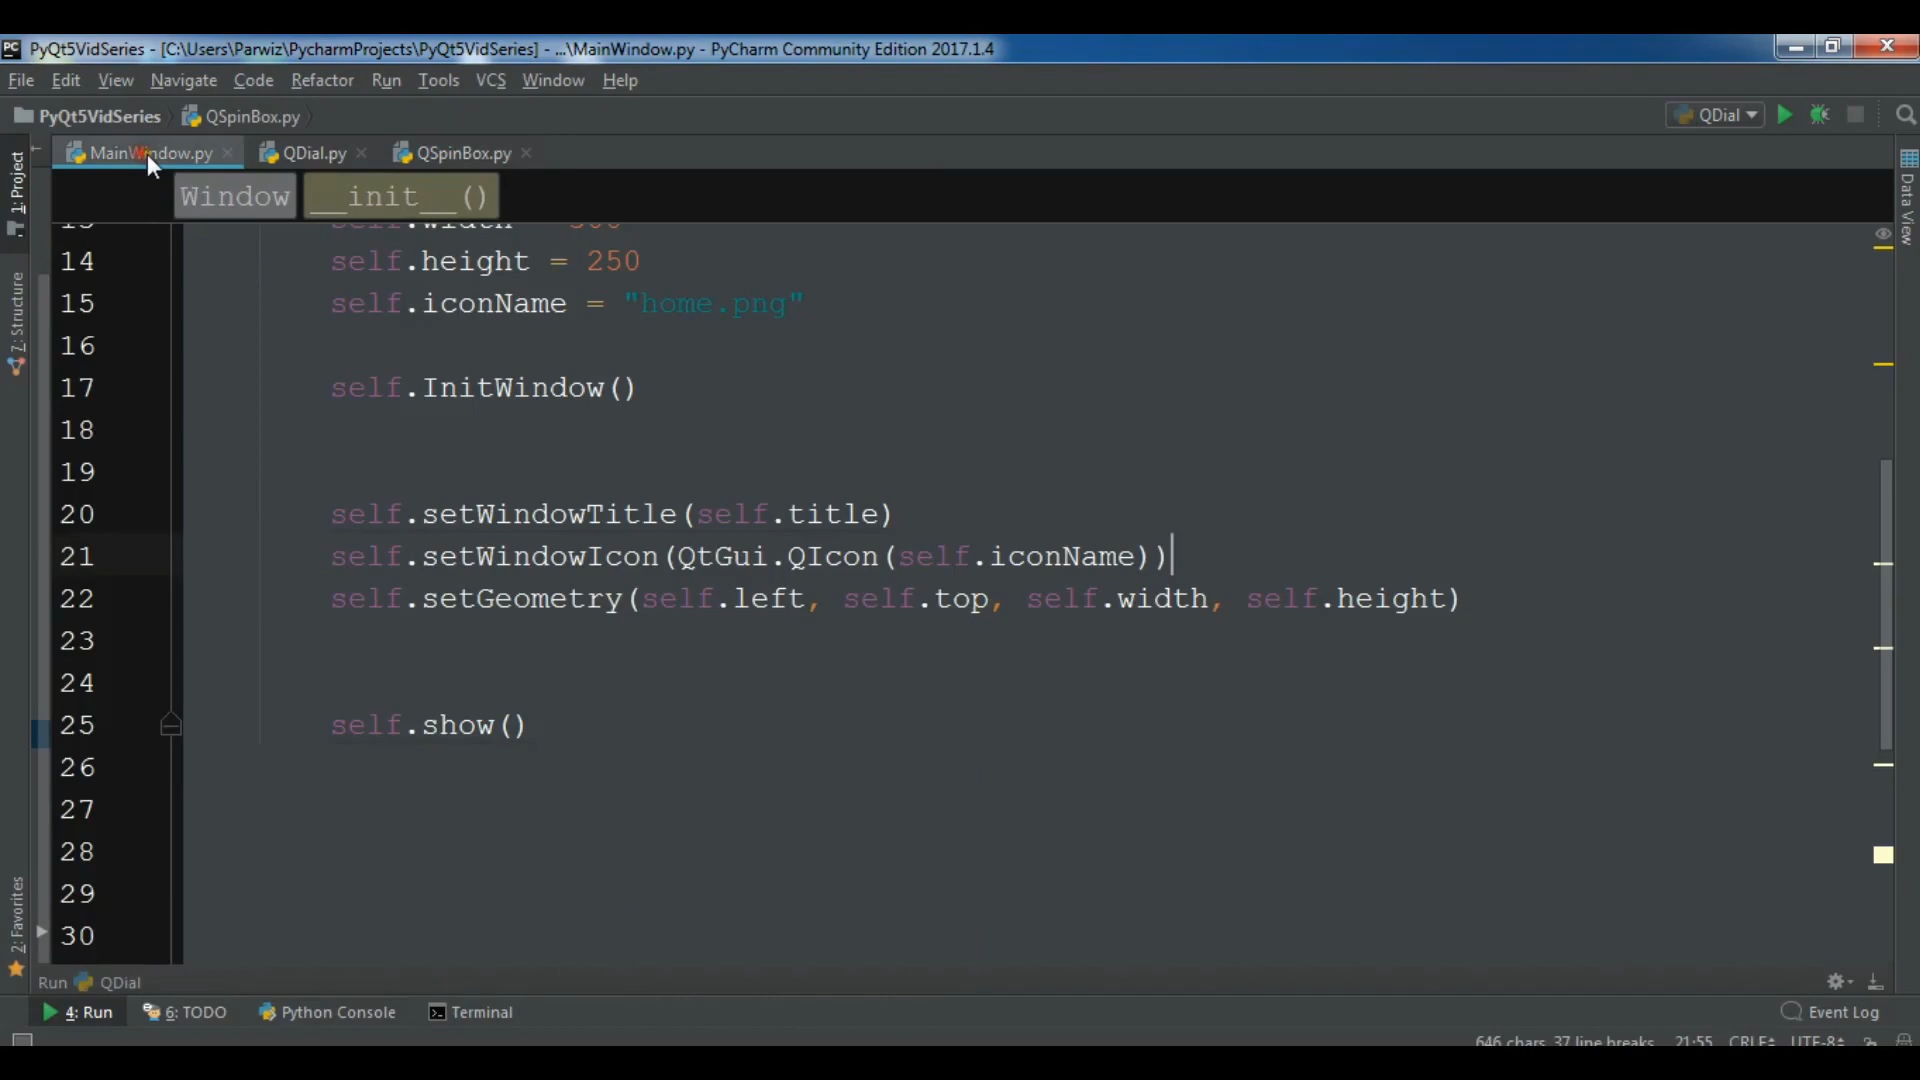 PC PyQt5VidSeries - [C:\Users\Parwiz\PycharmProjects\PyQt5VidSeries] - ...\MainWindow.py - PyCharm Community Edition 2017.1.4
File Edit View Navigate Code Refactor Run Tools VCS Window Help
PyQt5VidSeries QSpinBox.py QDial
MainWindow.py QDial.py QSpinBox.py
Window __init__()
14 self.height = 250
15 self.iconName = "home.png"
16
17 self.InitWindow()
18
19
20 self.setWindowTitle(self.title)
21 self.setWindowIcon(QtGui.QIcon(self.iconName))
22 self.setGeometry(self.left, self.top, self.width, self.height)
23
24
25 self.show()
26
27
28
29
30
1: Project
7: Structure
2: Favorites
Data View
Run QDial
4: Run 6: TODO Python Console Terminal Event Log
646 chars, 37 line breaks 21:55 CRLF UTF-8